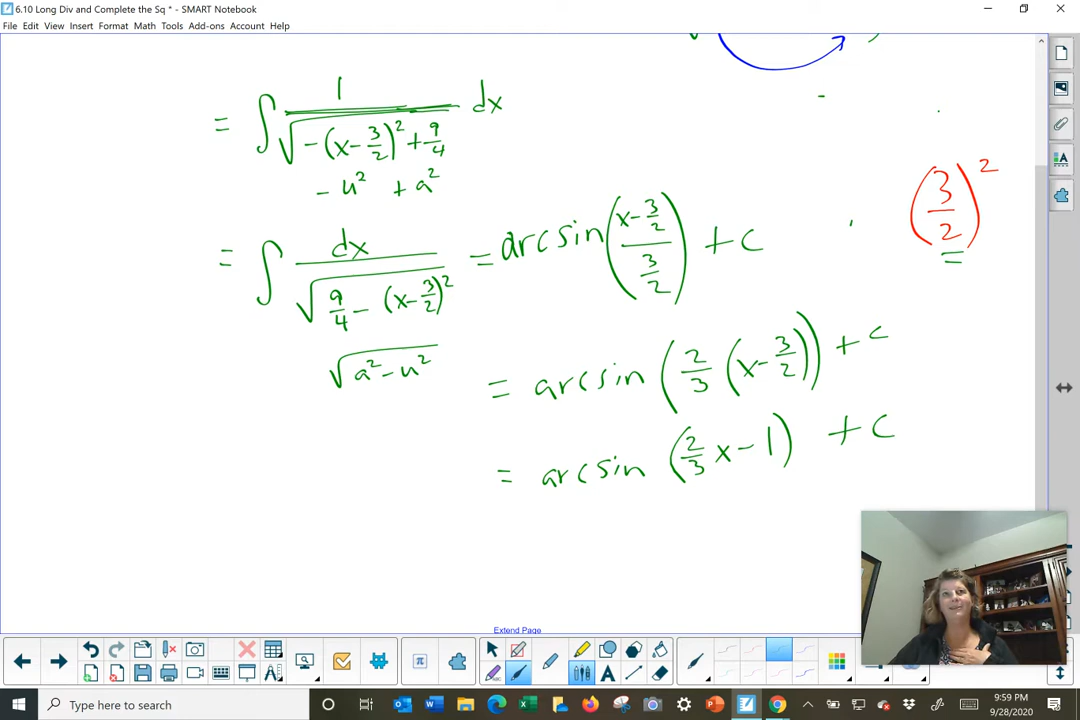 6.10 Long Div and Complete the Sq * - SMART Notebook
File Edit View Insert Format Math Tools Add-ons Account Help
= ∫ 1/√(-(x-3/2)² + 9/4) dx
- u² + a²
(3/2)²
= ∫ dx/√(9/4 - (x-3/2)²) = arcsin((x-3/2)/(3/2)) + C
√(a²-u²)
= arcsin(2/3(x-3/2)) + C
= arcsin(2/3x-1) + C
Extend Page
Type here to search
9:59 PM
9/28/2020